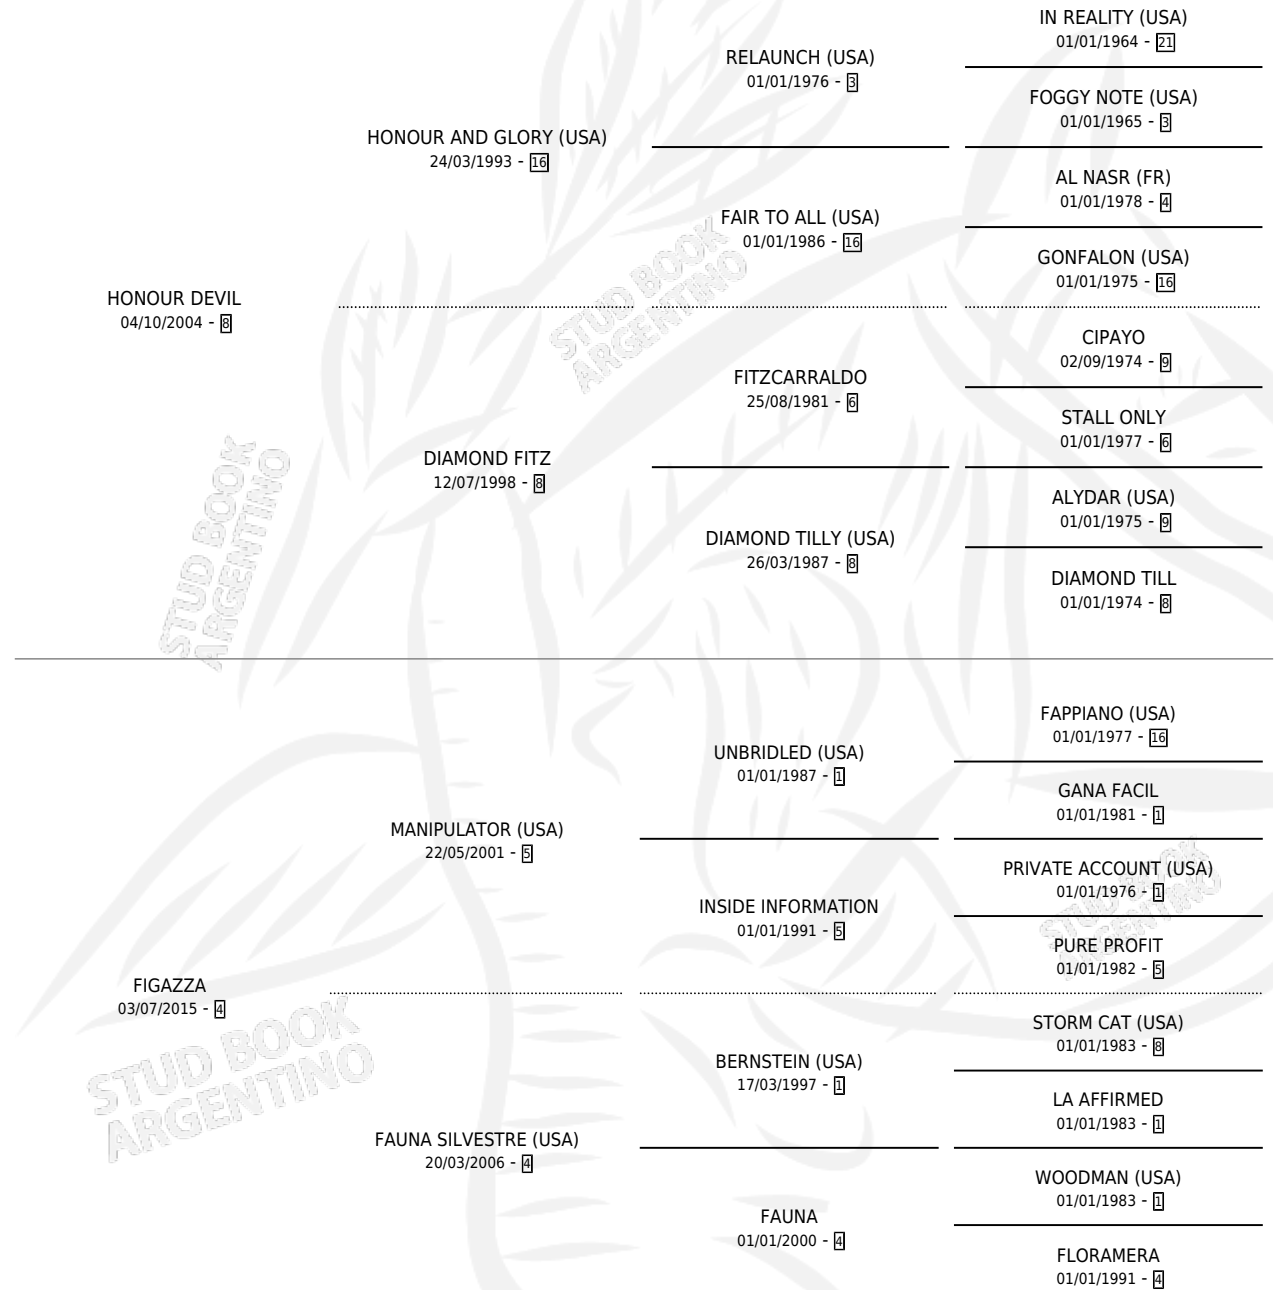 IN REALITY (USA)
01/01/1964 - 21
RELAUNCH (USA)
01/01/1976 - 3
FOGGY NOTE (USA)
01/01/1965 - 3
HONOUR AND GLORY (USA)
24/03/1993 - 16
AL NASR (FR)
01/01/1978 - 4
FAIR TO ALL (USA)
01/01/1986 - 16
GONFALON (USA)
01/01/1975 - 16
HONOUR DEVIL
04/10/2004 - 8
STUD BOOK
ARGENTINO
CIPAYO
02/09/1974 - 9
FITZCARRALDO
25/08/1981 - 6
STALL ONLY
01/01/1977 - 6
DIAMOND FITZ
12/07/1998 - 8
ALYDAR (USA)
01/01/1975 - 9
DIAMOND TILLY (USA)
26/03/1987 - 8
DIAMOND TILL
01/01/1974 - 8
STUD BOOK
ARGENTINO
FAPPIANO (USA)
01/01/1977 - 16
UNBRIDLED (USA)
01/01/1987 - 1
GANA FACIL
01/01/1981 - 1
MANIPULATOR (USA)
22/05/2001 - 5
PRIVATE ACCOUNT (USA)
01/01/1976 - 1
INSIDE INFORMATION
01/01/1991 - 5
STUD BOOK
ARGENTINO
PURE PROFIT
01/01/1982 - 5
FIGAZZA
03/07/2015 - 4
STORM CAT (USA)
01/01/1983 - 8
BERNSTEIN (USA)
17/03/1997 - 1
STUD BOOK
ARGENTINO
LA AFFIRMED
01/01/1983 - 1
FAUNA SILVESTRE (USA)
20/03/2006 - 4
WOODMAN (USA)
01/01/1983 - 1
FAUNA
01/01/2000 - 4
FLORAMERA
01/01/1991 - 4